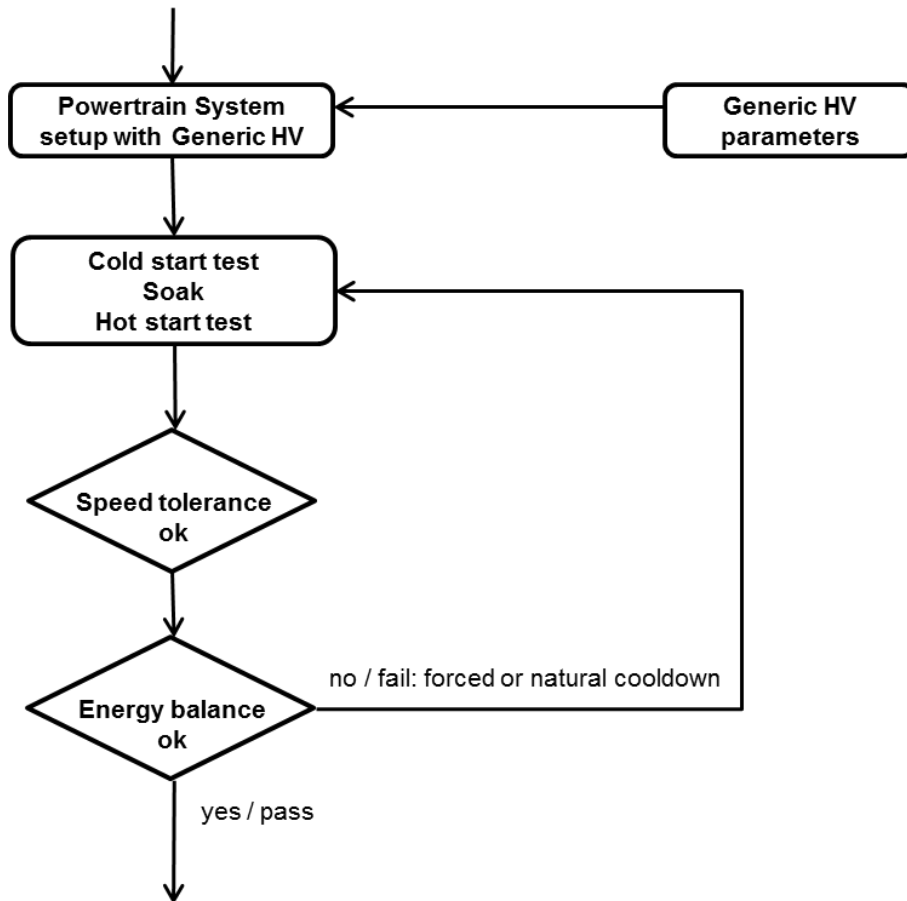 Powertrain System
setup with Generic HV
Generic HV
parameters
Cold start test
Soak
Hot start test
Speed tolerance
ok
no / fail: forced or natural cooldown
Energy balance
ok
yes / pass